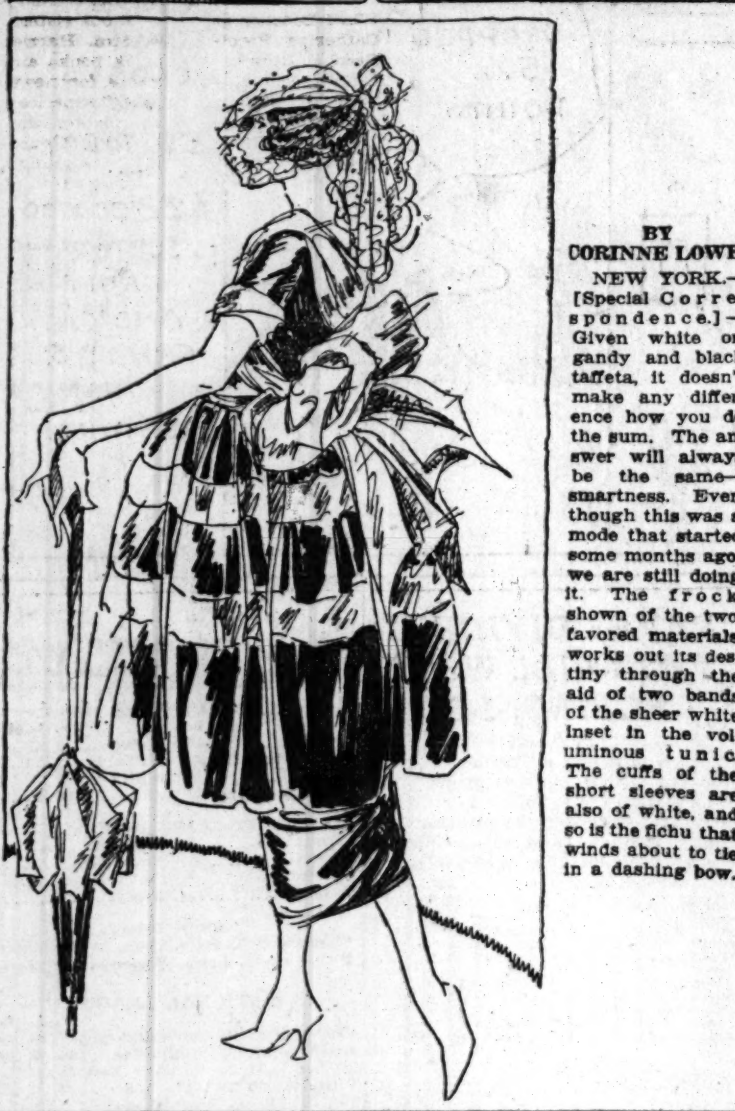 BY
CORINNE LOWE
NEW YORK.—
[Special Corre
spondence.]—
Given white or
gandy and blac
taffeta, it doesn'
make any differ
ence how you do
the sum. The an
swer will alway
be the same—
smartness. Even
though this was a
mode that started
some months ago
we are still doing
it. The frock
shown of the two
favored materials
works out its des
tiny through the
aid of two bands
of the sheer white
inset in the vol
uminous tunic
The cuffs of the
short sleeves are
also of white, and
so is the fichu that
winds about to tie
in a dashing bow.